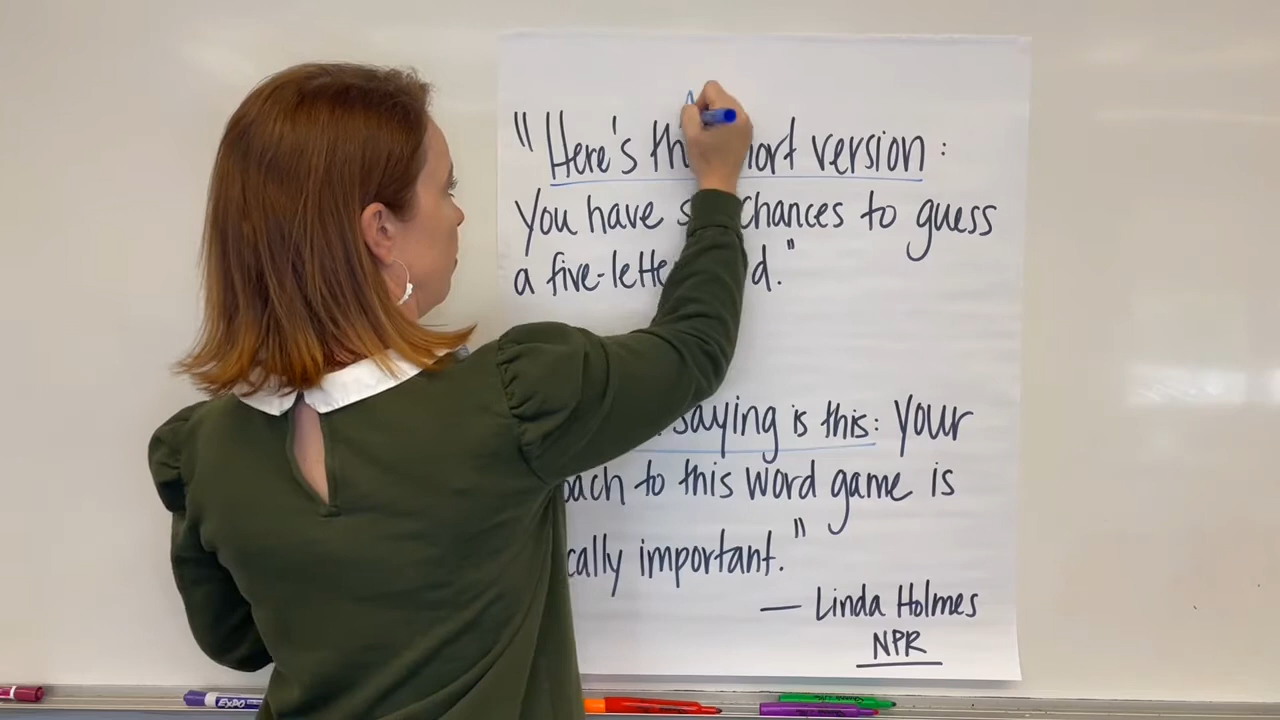 "Here's th ort version:
You have s chances to guess
a five-lette d."
saying is this: your
oach to this word game is
cally important."
— Linda Holmes
NPR
EXPO